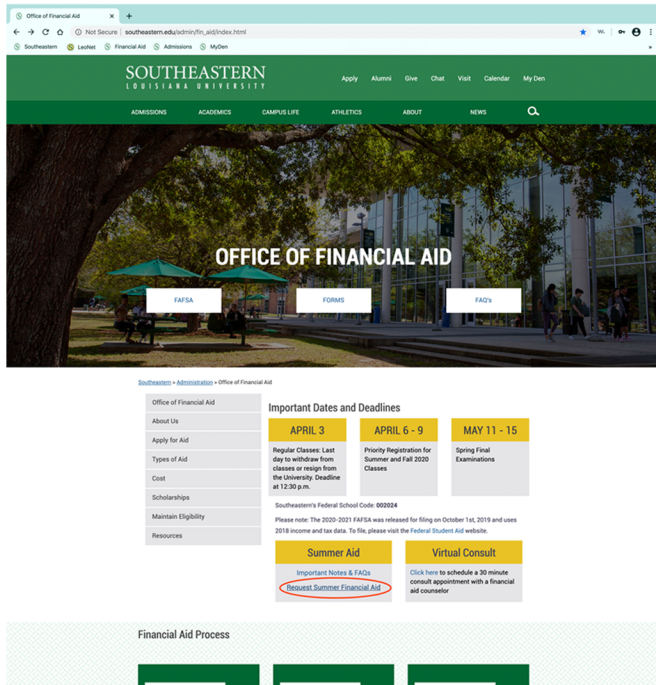 Office of Financial Aid
Not Secure | southeastern.edu/admin/fin_aid/index.html
Southeastern LeoNet Financial Aid Admissions MyDen
SOUTHEASTERN
LOUISIANA UNIVERSITY
Apply Alumni Give Chat Visit Calendar My Den
ADMISSIONS ACADEMICS CAMPUS LIFE ATHLETICS ABOUT NEWS
OFFICE OF FINANCIAL AID
FAFSA FORMS FAQ's
Southeastern » Administration » Office of Financial Aid
Office of Financial Aid
About Us
Apply for Aid
Types of Aid
Cost
Scholarships
Maintain Eligibility
Resources
Important Dates and Deadlines
APRIL 3
Regular Classes: Last
day to withdraw from
classes or resign from
the University. Deadline
at 12:30 p.m.
APRIL 6 - 9
Priority Registration for
Summer and Fall 2020
Classes
MAY 11 - 15
Spring Final
Examinations
Southeastern's Federal School Code: 002024
Please note: The 2020-2021 FAFSA was released for filing on October 1st, 2019 and uses
2018 income and tax data. To file, please visit the Federal Student Aid website.
Summer Aid
Important Notes & FAQs
Request Summer Financial Aid
Virtual Consult
Click here to schedule a 30 minute
consult appointment with a financial
aid counselor
Financial Aid Process